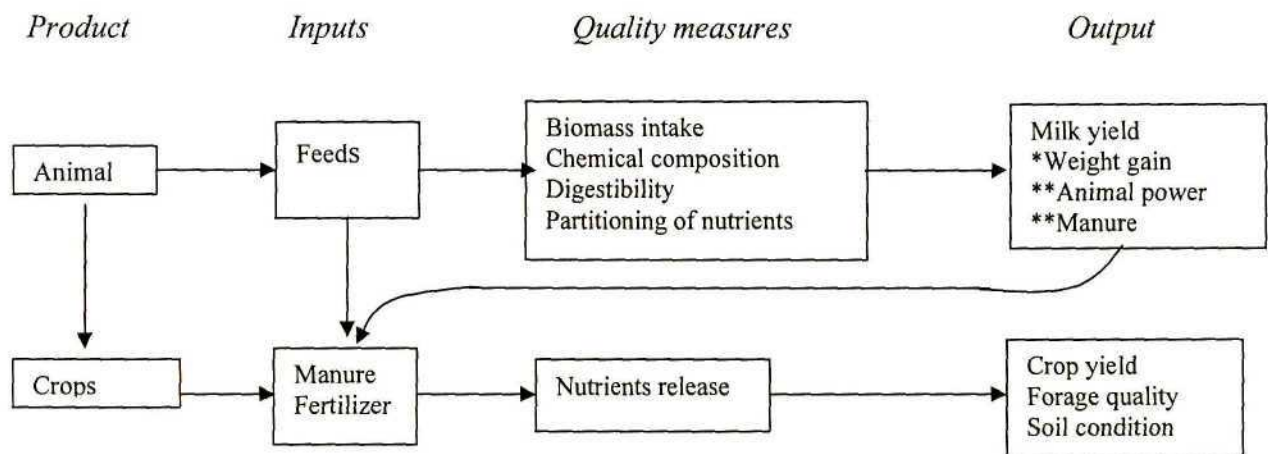 Product Inputs Quality measures Output
Animal
Feeds
Biomass intake
Chemical composition
Digestibility
Partitioning of nutrients
Milk yield
*Weight gain
**Animal power
**Manure
Crops
Manure
Fertilizer
Nutrients release
Crop yield
Forage quality
Soil condition